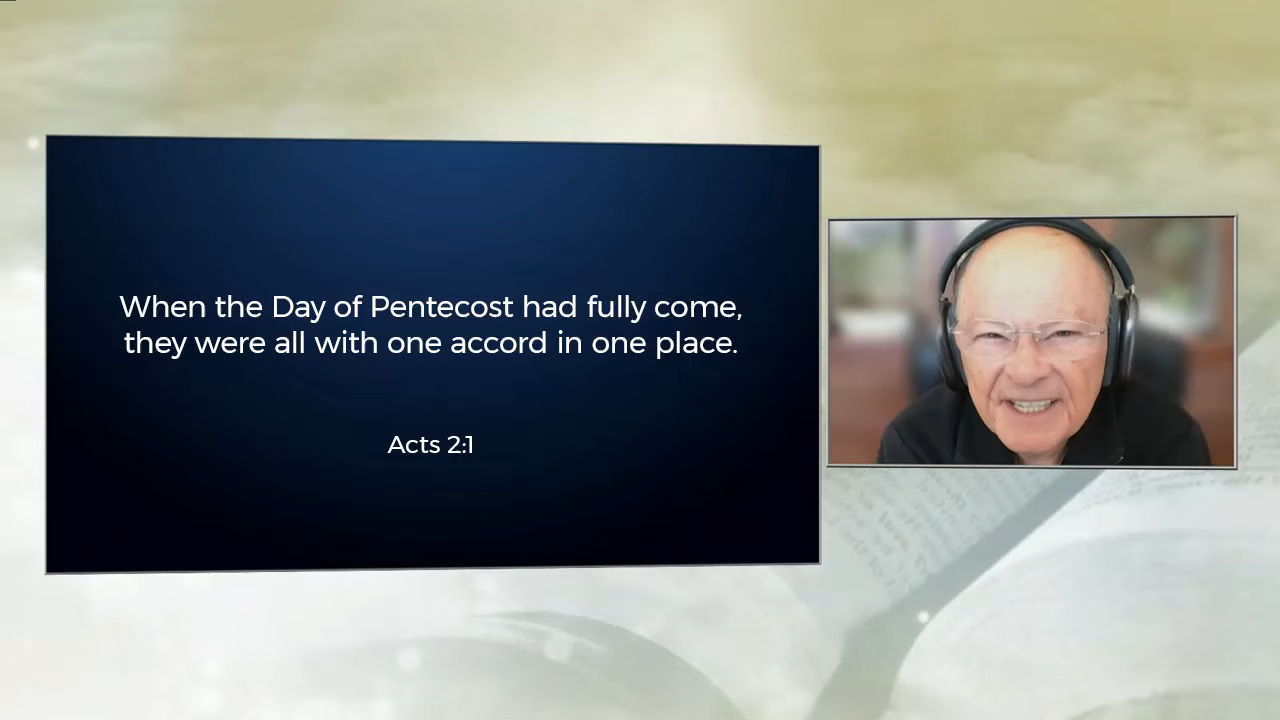 When the Day of Pentecost had fully come,
they were all with one accord in one place.
Acts 2:1